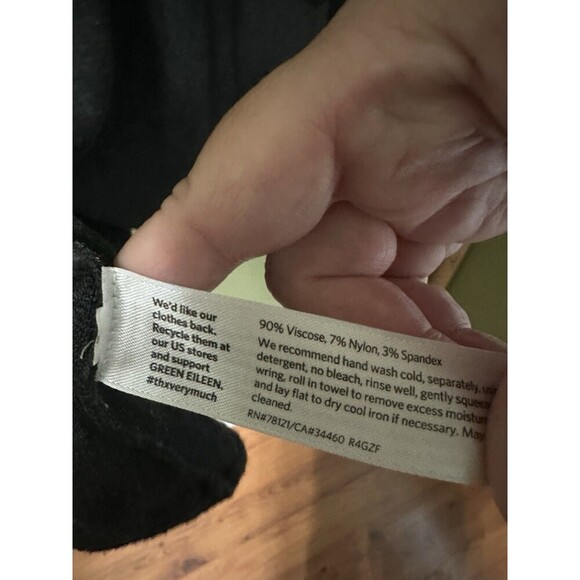 We'd like our
clothes back.
Recycle them at
our US stores
and support
GREEN EILEEN.
#thxverymuch
90% Viscose, 7% Nylon, 3% Spandex
We recommend hand wash cold, separately,
detergent, no bleach, rinse well, gently
wring, roll in towel to remove excess
and lay flat to dry cool iron if necessary. May
cleaned.
RN#78121/CA#34460 R4GZF